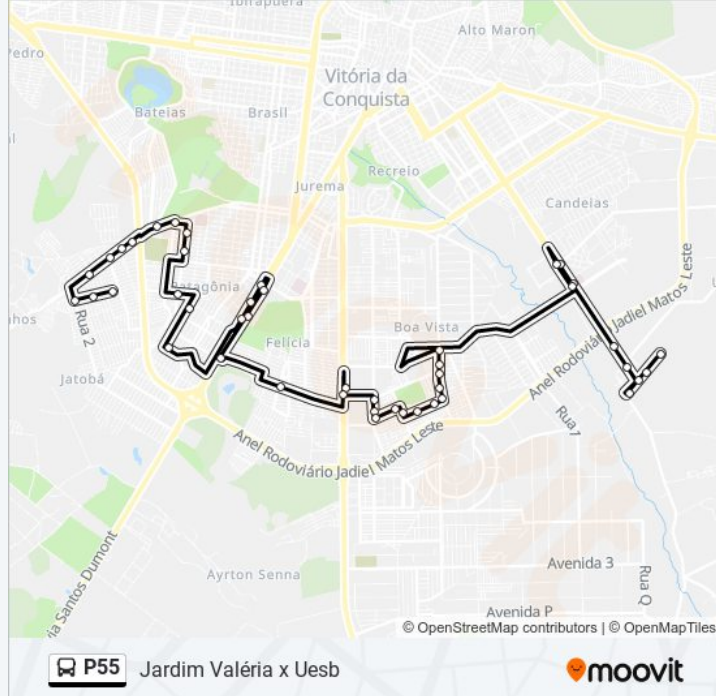 Ibirapuera
Alto Maron
Pedro
Vitória da
Conquista
Bateias
Brasil
Recreio
Jurema
Candeias
Patagônia
Anel Rodoviário Jadiel Matos Leste
nhos
Rua 2
Boa Vista
Felícia
Jatobá
Rua 1
Anel Rodoviário Jadiel Matos Leste
ia Santos Dumont
Ayrton Senna
Avenida 3
Rua Q
Avenida P
© OpenStreetMap contributors | © OpenMapTiles
P55 Jardim Valéria x Uesb
moovit